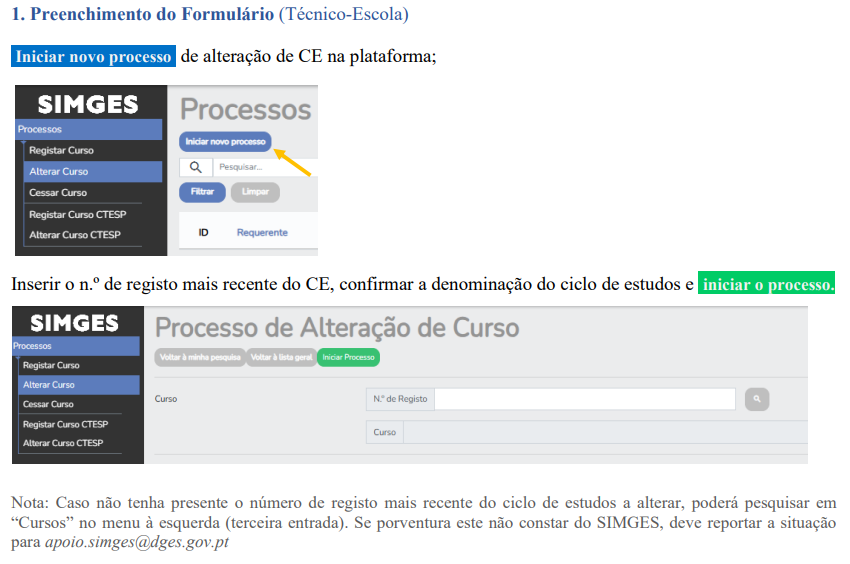 1. Preenchimento do Formulário (Técnico-Escola)
Iniciar novo processo de alteração de CE na plataforma;
SIMGES
Processos
Registar Curso
Alterar Curso
Cessar Curso
Registar Curso CTESP
Alterar Curso CTESP
Processos
Iniciar novo processo
Pesquisar...
Filtrar Limpar
ID Requerente
Inserir o n.º de registo mais recente do CE, confirmar a denominação do ciclo de estudos e iniciar o processo.
SIMGES
Processos
Registar Curso
Alterar Curso
Cessar Curso
Registar Curso CTESP
Alterar Curso CTESP
Processo de Alteração de Curso
Voltar à minha pesquisa Voltar à lista geral Iniciar Processo
Curso N.º de Registo
Curso
Nota: Caso não tenha presente o número de registo mais recente do ciclo de estudos a alterar, poderá pesquisar em
“Cursos” no menu à esquerda (terceira entrada). Se porventura este não constar do SIMGES, deve reportar a situação
para apoio.simges@dges.gov.pt